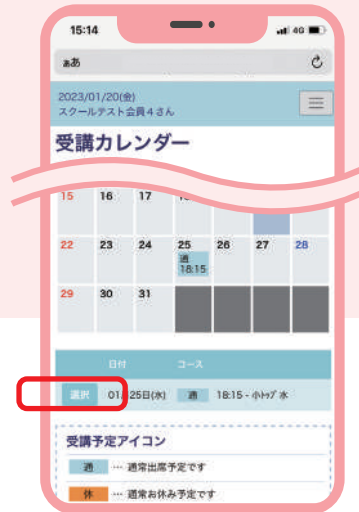 15:14
4G
ぁあ
2023/01/20(金)
スクールテスト会員4さん
受講カレンダー
15 16 17
22 23 24 25 26 27 28
通
18:15
29 30 31
日付 コース
選択 01/25日(水) 通 18:15 - 小トップ 水
受講予定アイコン
通 … 通常出席予定です
休 … 通常お休み予定です